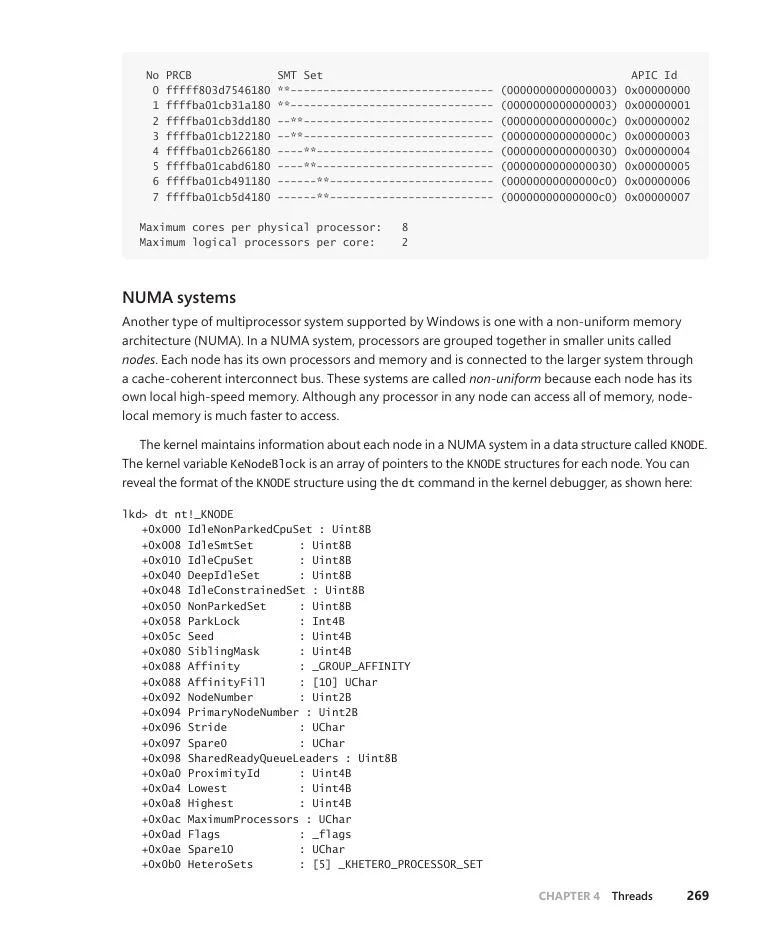 No PRCB             SMT Set                                               APIC Id
0 fffff803d7546180 **------------------------------- (0000000000000003) 0x00000000
1 ffffba01cb31a180 **------------------------------- (0000000000000003) 0x00000001
2 ffffba01cb3dd180 --**----------------------------- (000000000000000c) 0x00000002
3 ffffba01cb122180 --**----------------------------- (000000000000000c) 0x00000003
4 ffffba01cb266180 ----**--------------------------- (0000000000000030) 0x00000004
5 ffffba01cabd6180 ----**--------------------------- (0000000000000030) 0x00000005
6 ffffba01cb491180 ------**------------------------- (00000000000000c0) 0x00000006
7 ffffba01cb5d4180 ------**------------------------- (00000000000000c0) 0x00000007
Maximum cores per physical processor:   8
Maximum logical processors per core:    2
NUMA systems
Another type of multiprocessor system supported by Windows is one with a non-uniform memory
architecture (NUMA). In a NUMA system, processors are grouped together in smaller units called
nodes. Each node has its own processors and memory and is connected to the larger system through
a cache-coherent interconnect bus. These systems are called non-uniform because each node has its
own local high-speed memory. Although any processor in any node can access all of memory, node-
local memory is much faster to access.
The kernel maintains information about each node in a NUMA system in a data structure called KNODE.
The kernel variable KeNodeBlock is an array of pointers to the KNODE structures for each node. You can
reveal the format of the KNODE structure using the dt command in the kernel debugger, as shown here:
lkd> dt nt!_KNODE
+0x000 IdleNonParkedCpuSet : Uint8B
+0x008 IdleSmtSet       : Uint8B
+0x010 IdleCpuSet       : Uint8B
+0x040 DeepIdleSet      : Uint8B
+0x048 IdleConstrainedSet : Uint8B
+0x050 NonParkedSet     : Uint8B
+0x058 ParkLock         : Int4B
+0x05c Seed             : Uint4B
+0x080 SiblingMask      : Uint4B
+0x088 Affinity         : _GROUP_AFFINITY
+0x088 AffinityFill     : [10] UChar
+0x092 NodeNumber       : Uint2B
+0x094 PrimaryNodeNumber : Uint2B
+0x096 Stride           : UChar
+0x097 Spare0           : UChar
+0x098 SharedReadyQueueLeaders : Uint8B
+0x0a0 ProximityId      : Uint4B
+0x0a4 Lowest           : Uint4B
+0x0a8 Highest          : Uint4B
+0x0ac MaximumProcessors : UChar
+0x0ad Flags            : _flags
+0x0ae Spare10          : UChar
+0x0b0 HeteroSets       : [5] _KHETERO_PROCESSOR_SET
CHAPTER 4   Threads   269